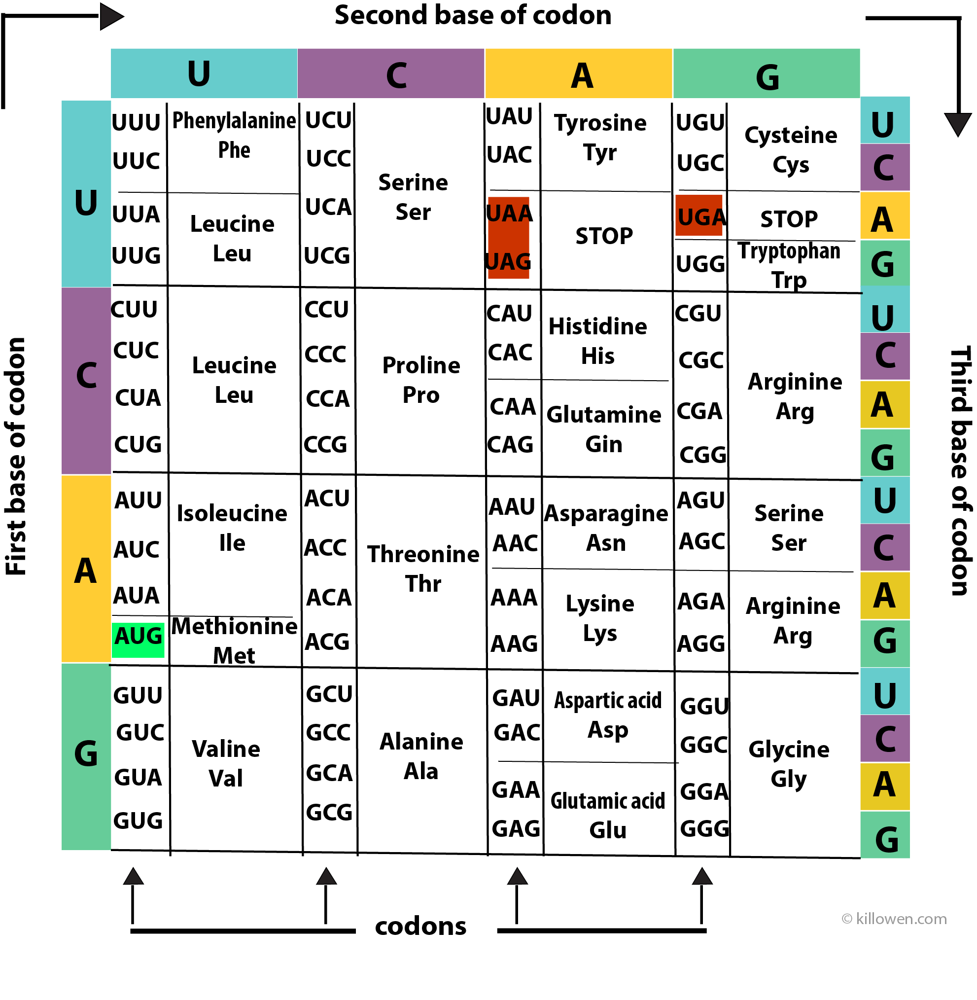 Second base of codon
U C A G
First base of codon
Third base of codon
U
UUU Phenylalanine UCU UAU Tyrosine UGU Cysteine U
UUC Phe UCC UAC Tyr UGC Cys C
Serine
Ser
UUA Leucine UCA UAA STOP UGA STOP A
UUG Leu UCG UAG UGG Tryptophan G
Trp
C
CUU CCU CAU Histidine CGU U
CUC CCC CAC His CGC C
Leucine Proline Arginine
Leu Pro Arg
CUA CCA CAA Glutamine CGA A
CUG CCG CAG Gin CGG G
A
AUU Isoleucine ACU AAU Asparagine AGU Serine U
AUC Ile ACC AAC Asn AGC Ser C
Threonine
Thr
AUA ACA AAA Lysine AGA Arginine A
AUG Methionine ACG AAG Lys AGG Arg G
Met
G
GUU GCU GAU Aspartic acid GGU U
GUC GCC GAC Asp GGC C
Valine Alanine Glycine
Val Ala Gly
GUA GCA GAA Glutamic acid GGA A
GUG GCG GAG Glu GGG G
codons
© killowen.com